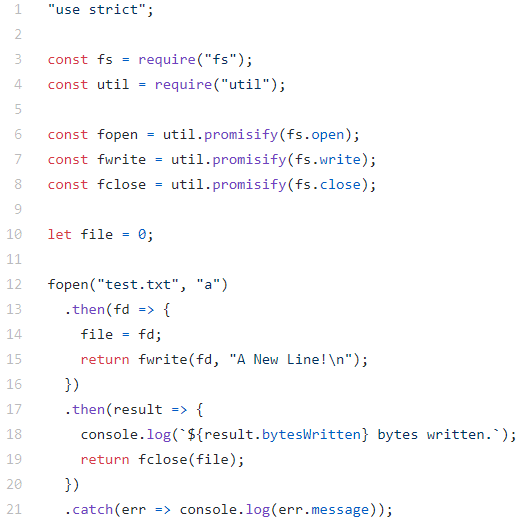 1 "use strict";
2
3 const fs = require("fs");
4 const util = require("util");
5
6 const fopen = util.promisify(fs.open);
7 const fwrite = util.promisify(fs.write);
8 const fclose = util.promisify(fs.close);
9
10 let file = 0;
11
12 fopen("test.txt", "a")
13   .then(fd => {
14     file = fd;
15     return fwrite(fd, "A New Line!\n");
16   })
17   .then(result => {
18     console.log(`${result.bytesWritten} bytes written.`);
19     return fclose(file);
20   })
21   .catch(err => console.log(err.message));